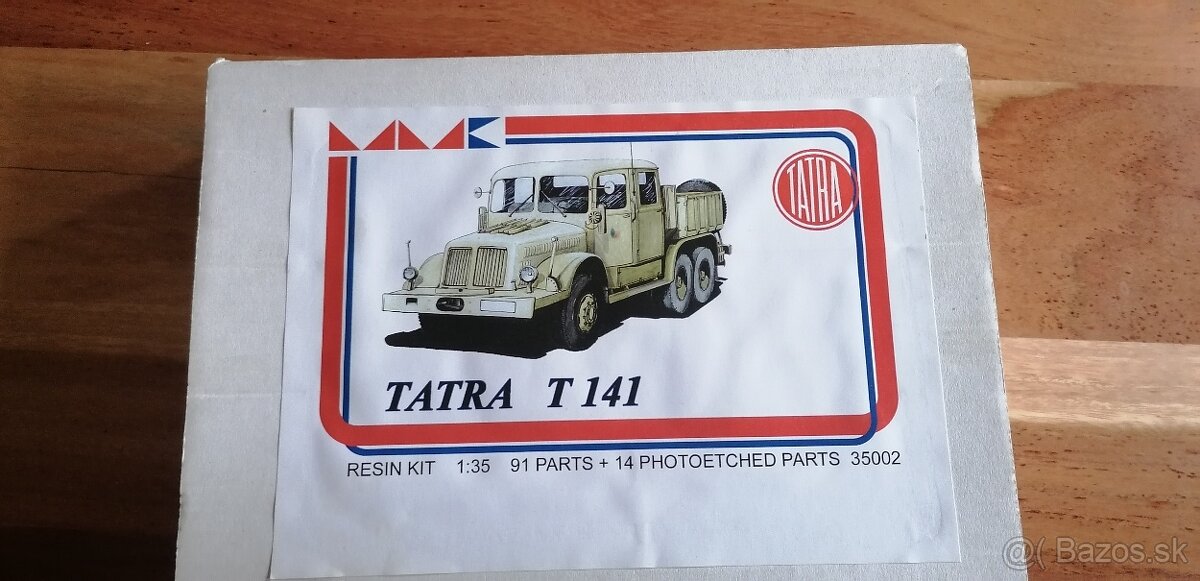 MMK
TATRA
TATRA T 141
RESIN KIT 1:35 91 PARTS + 14 PHOTOETCHED PARTS 35002
@( Bazos.sk